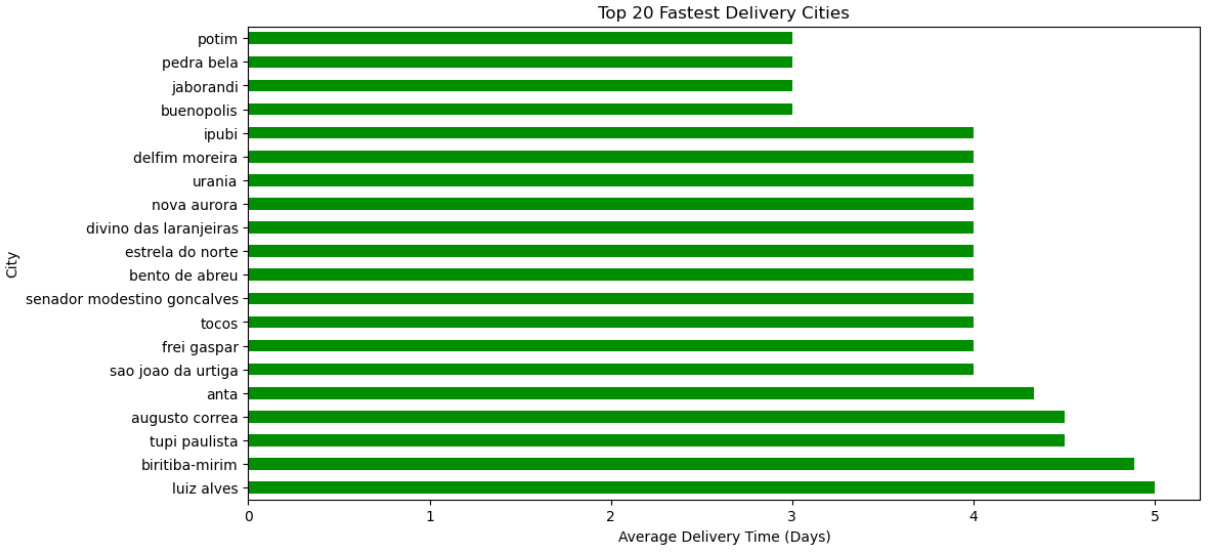 Top 20 Fastest Delivery Cities
City
potim
pedra bela
jaborandi
buenopolis
ipubi
delfim moreira
urania
nova aurora
divino das laranjeiras
estrela do norte
bento de abreu
senador modestino goncalves
tocos
frei gaspar
sao joao da urtiga
anta
augusto correa
tupi paulista
biritiba-mirim
luiz alves
0 1 2 3 4 5
Average Delivery Time (Days)